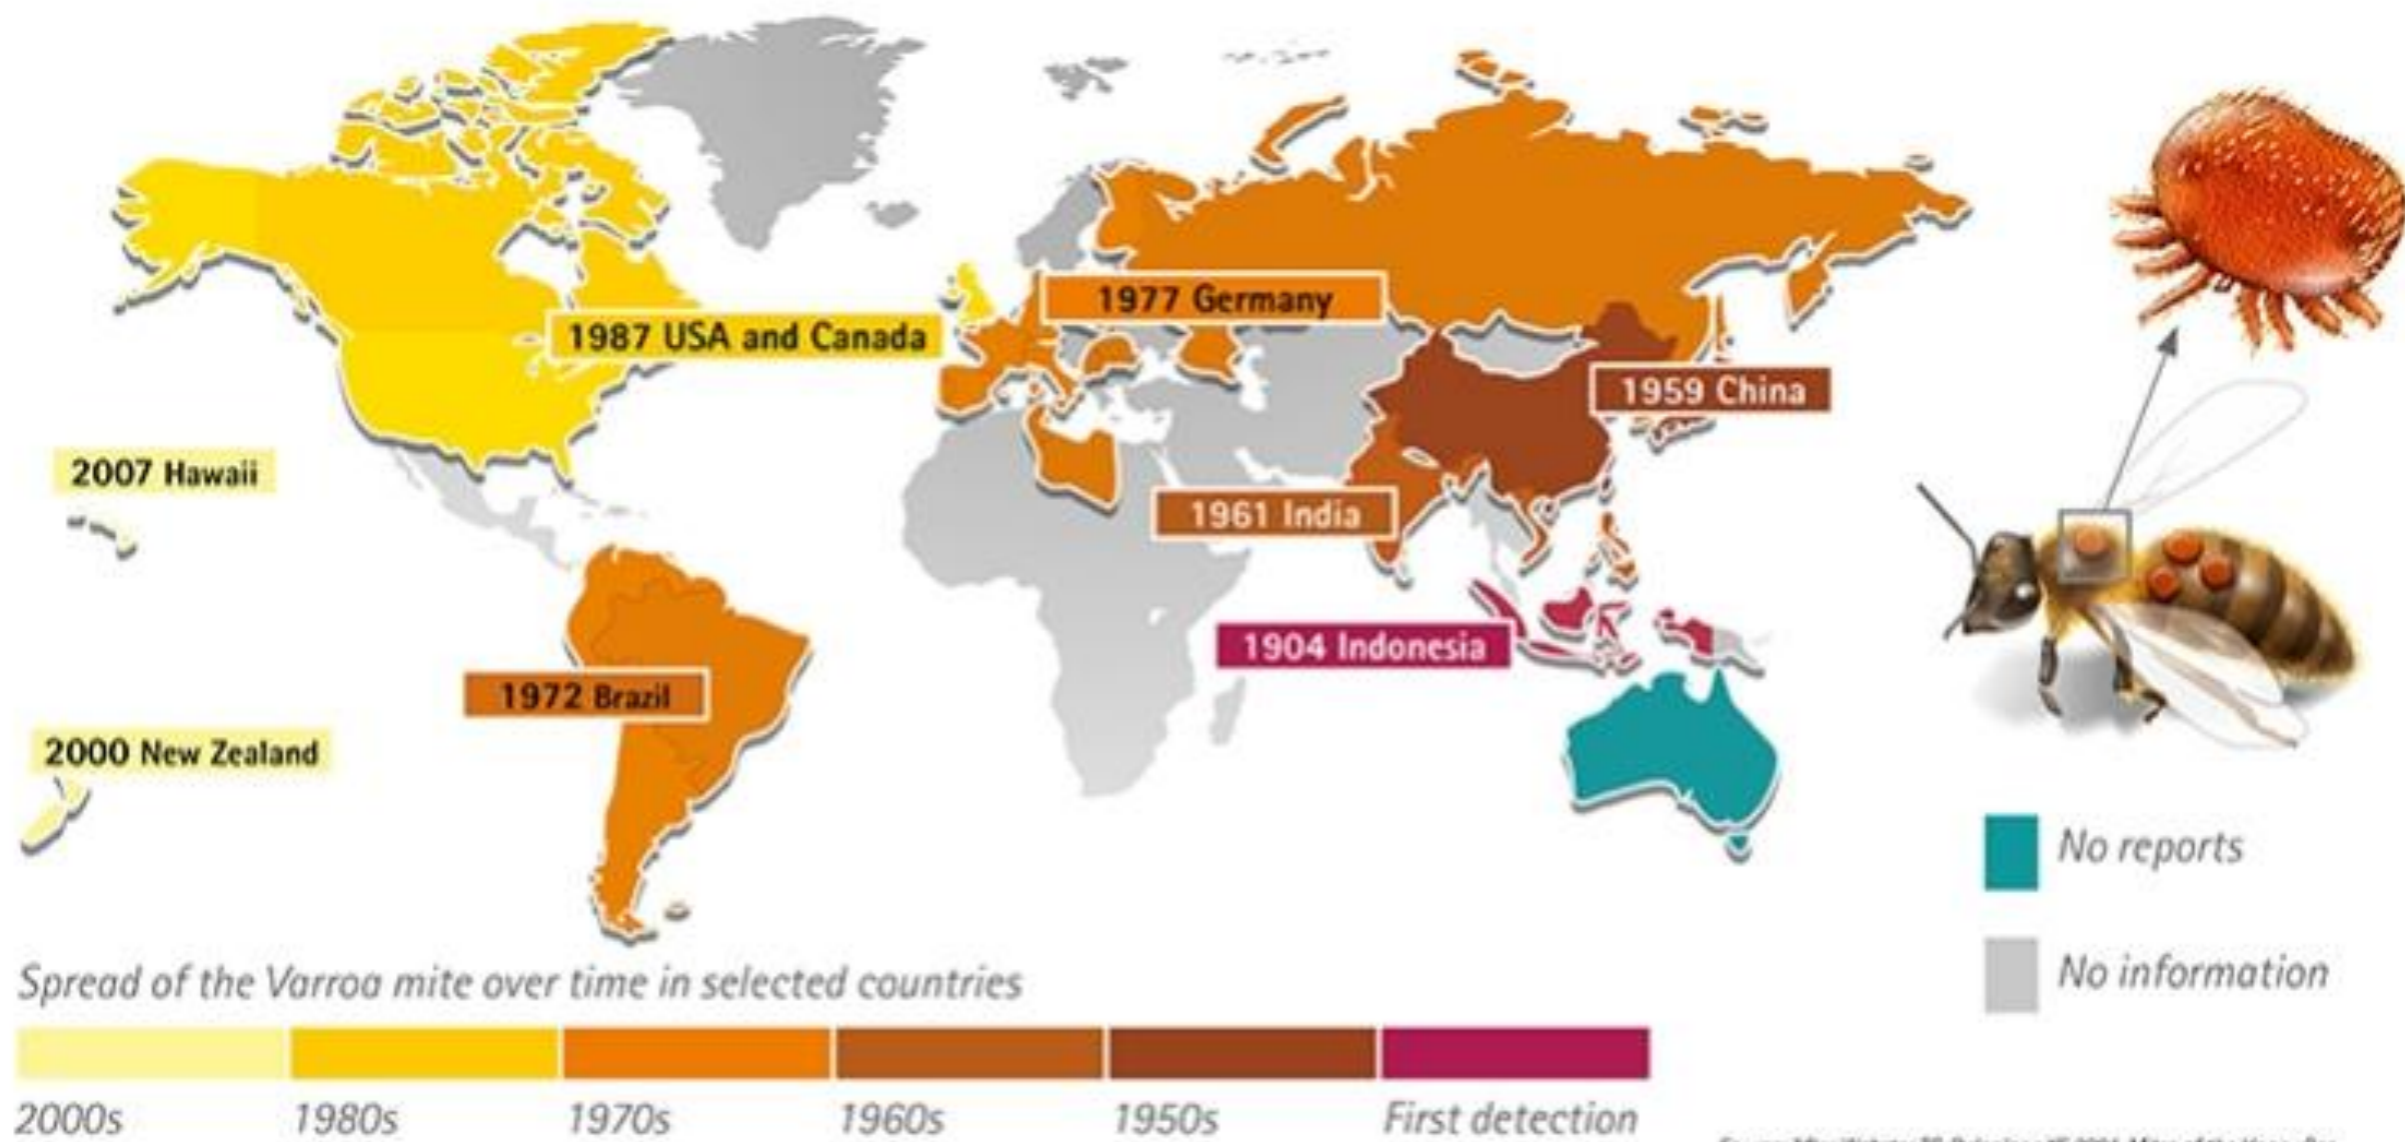 1977 Germany
1987 USA and Canada
1959 China
2007 Hawaii
1961 India
1904 Indonesia
1972 Brazil
2000 New Zealand
No reports
No information
Spread of the Varroa mite over time in selected countries
2000s 1980s 1970s 1960s 1950s First detection